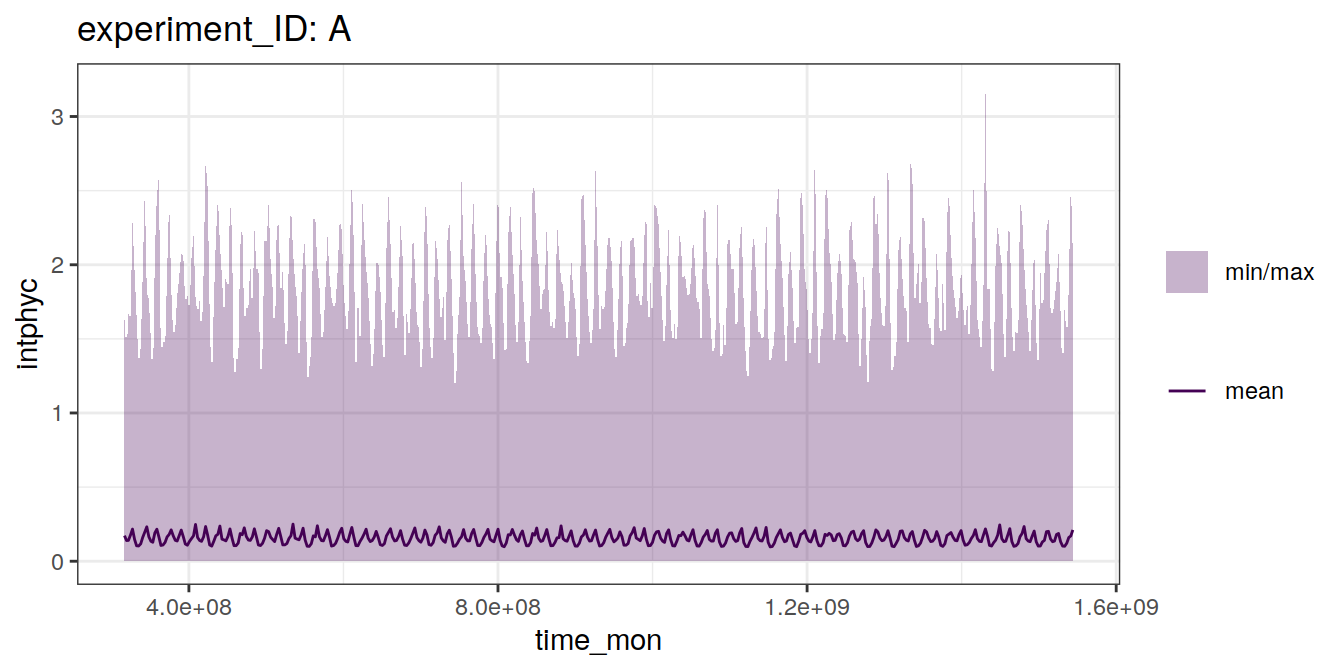 experiment_ID: A
3
2
1
0
intphyc
4.0e+08 8.0e+08 1.2e+09 1.6e+09
time_mon
min/max
mean